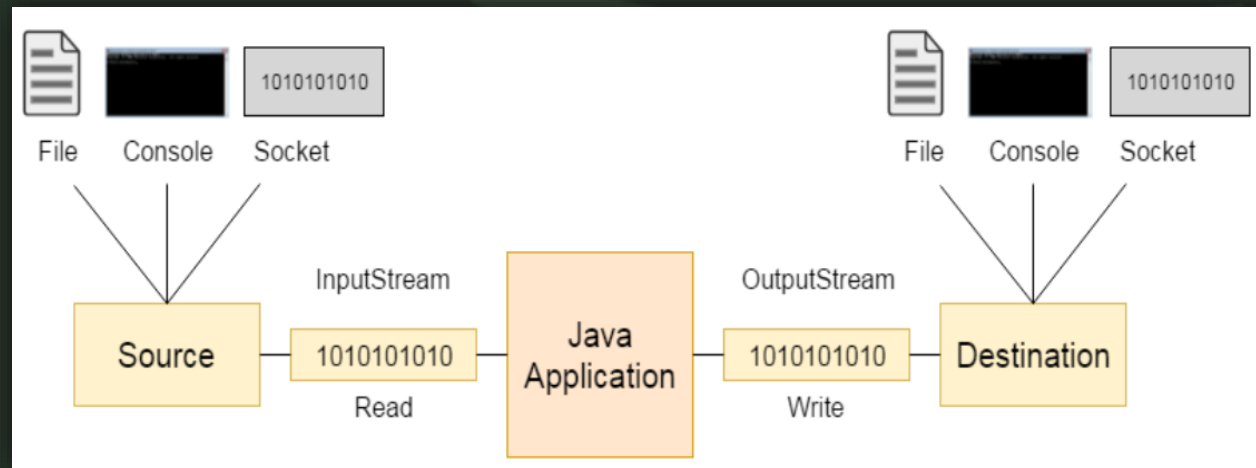 1010101010
1010101010
File Console Socket
File Console Socket
InputStream
OutputStream
Source
1010101010
Java
Application
1010101010
Destination
Read
Write